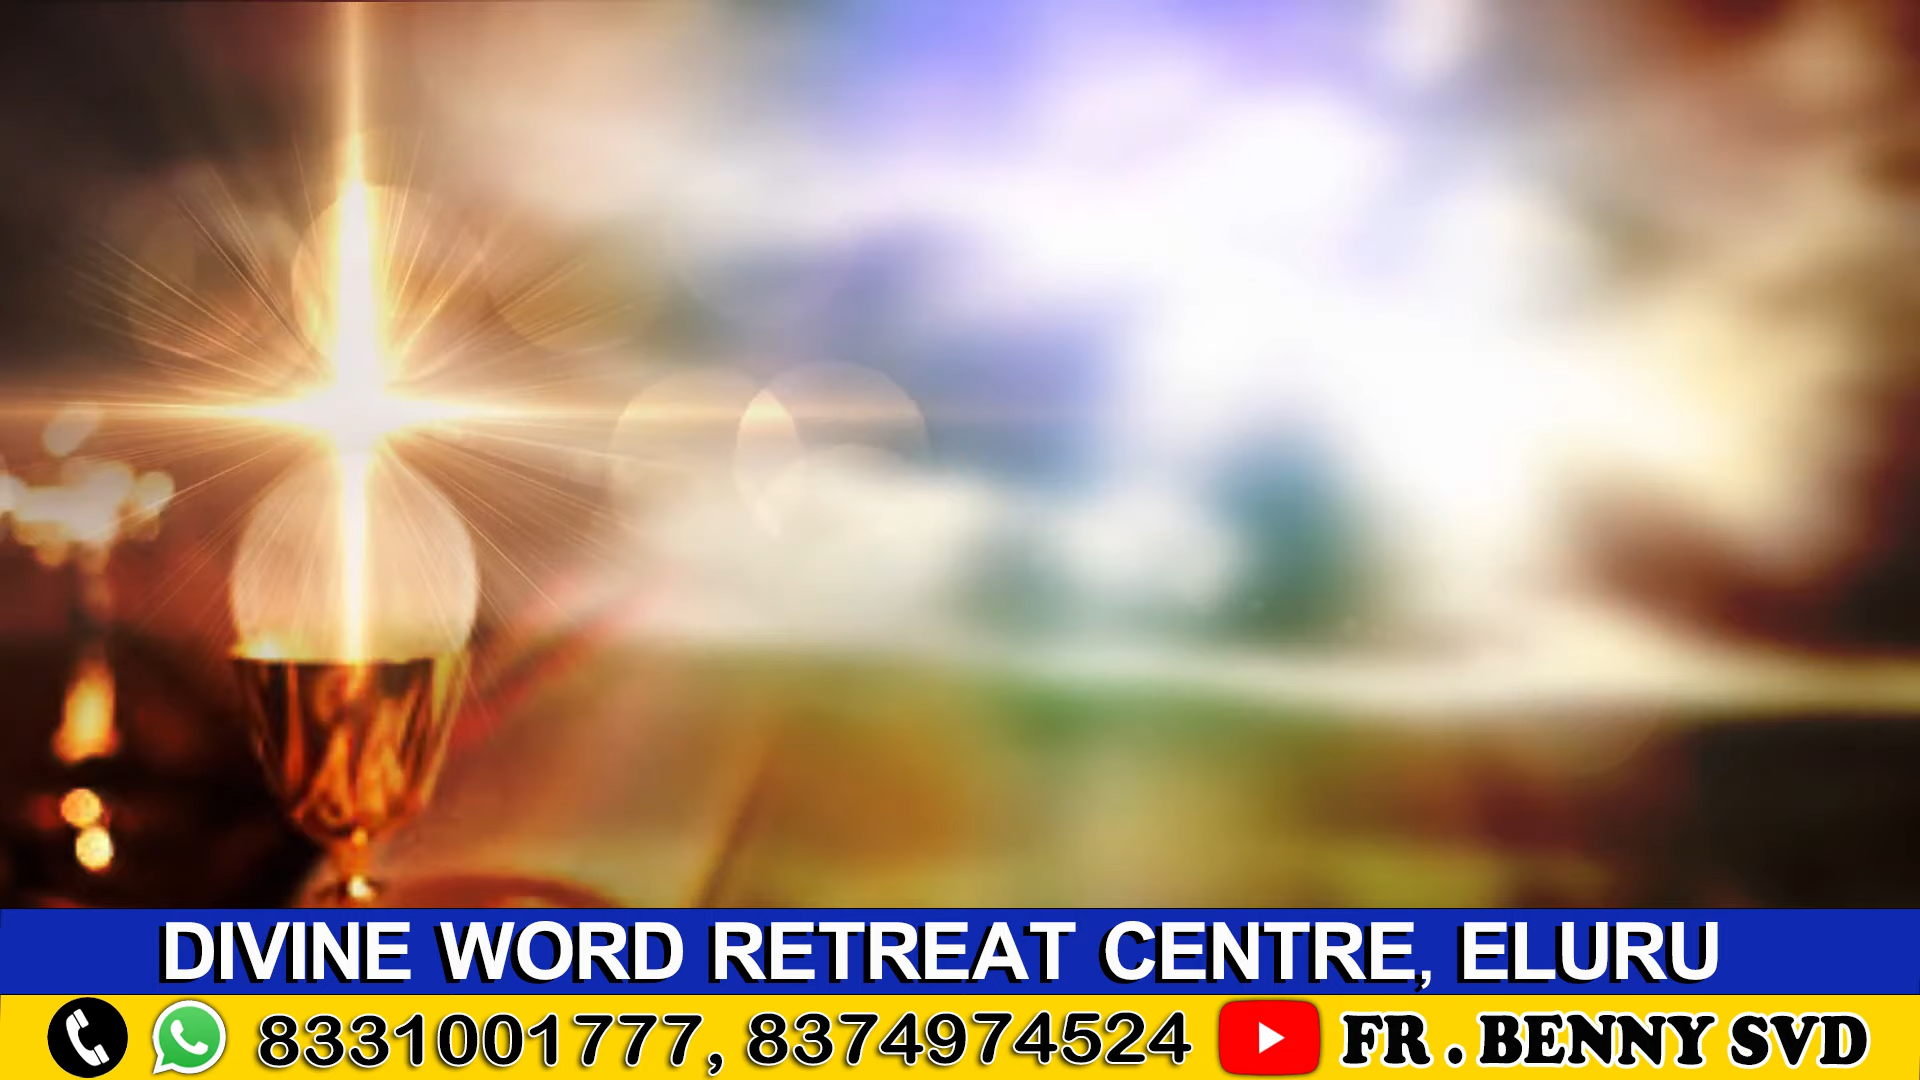 DIVINE WORD RETREAT CENTRE, ELURU
8331001777, 8374974524 FR . BENNY SVD